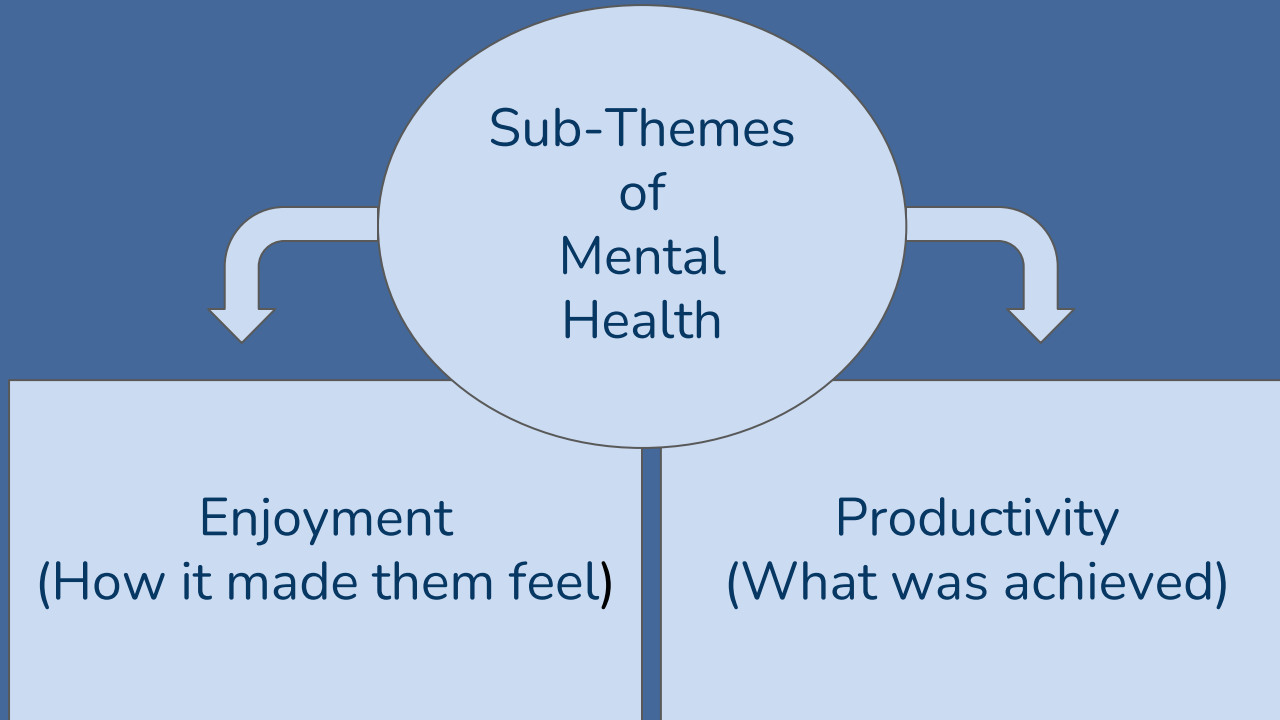 Sub-Themes
of
Mental
Health
Enjoyment
(How it made them feel)
Productivity
(What was achieved)